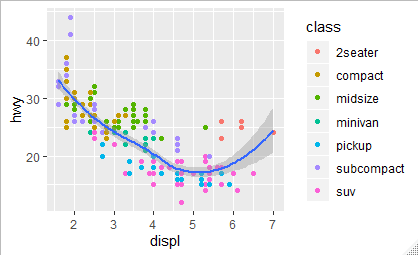 hwy
40
30
20
2 3 4 5 6 7
displ
class
2seater
compact
midsize
minivan
pickup
subcompact
suv